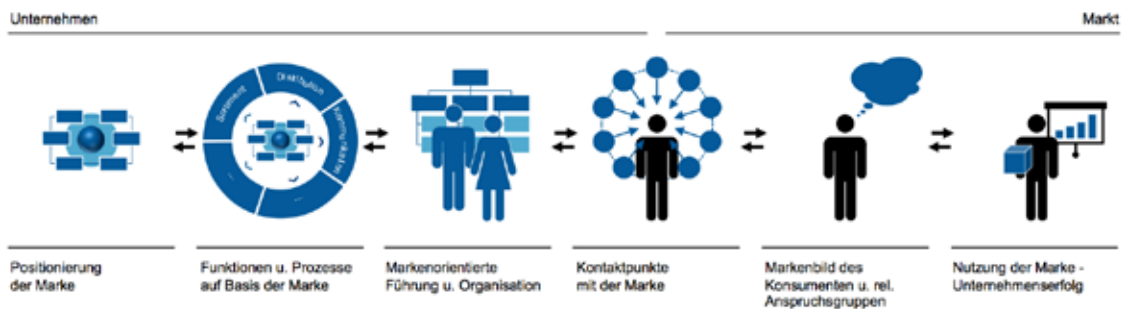 Unternehmen
Markt
Sortiment
Distribution
Kommunikation
...
...
Positionierung
der Marke
Funktionen u. Prozesse
auf Basis der Marke
Markenorientierte
Führung u. Organisation
Kontaktpunkte
mit der Marke
Markenbild des
Konsumenten u. rel.
Anspruchsgruppen
Nutzung der Marke -
Unternehmenserfolg